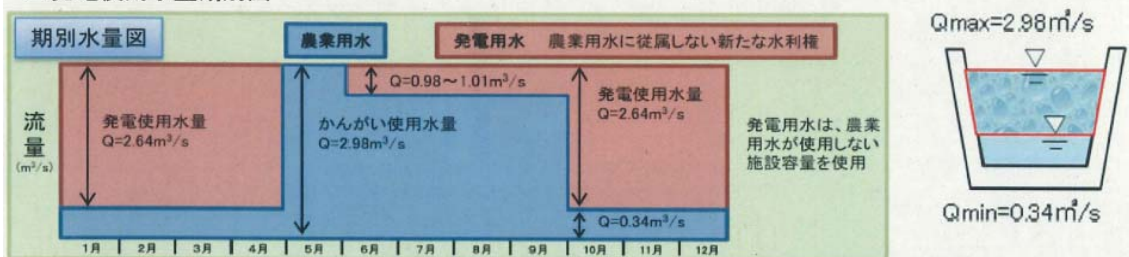 期別水量図
農業用水
発電用水 農業用水に従属しない新たな水利権
流量
(m³/s)
発電使用水量
Q=2.64m³/s
かんがい使用水量
Q=2.98m³/s
Q=0.98～1.01m³/s
発電使用水量
Q=2.64m³/s
Q=0.34m³/s
発電用水は、農業
用水が使用しない
施設容量を使用
1月 2月 3月 4月 5月 6月 7月 8月 9月 10月 11月 12月
Qmax=2.98㎥/s
Qmin=0.34㎥/s